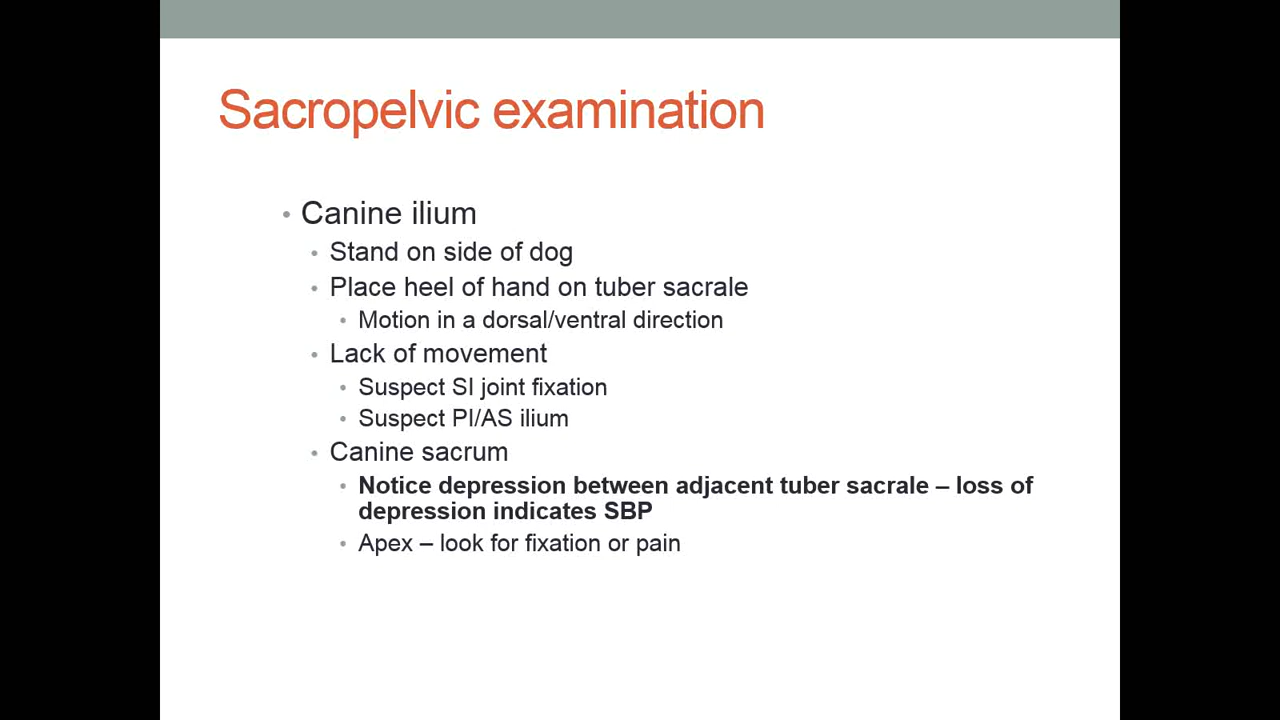 Sacropelvic examination
• Canine ilium
• Stand on side of dog
• Place heel of hand on tuber sacrale
• Motion in a dorsal/ventral direction
• Lack of movement
• Suspect SI joint fixation
• Suspect PI/AS ilium
• Canine sacrum
• Notice depression between adjacent tuber sacrale – loss of
depression indicates SBP
• Apex – look for fixation or pain